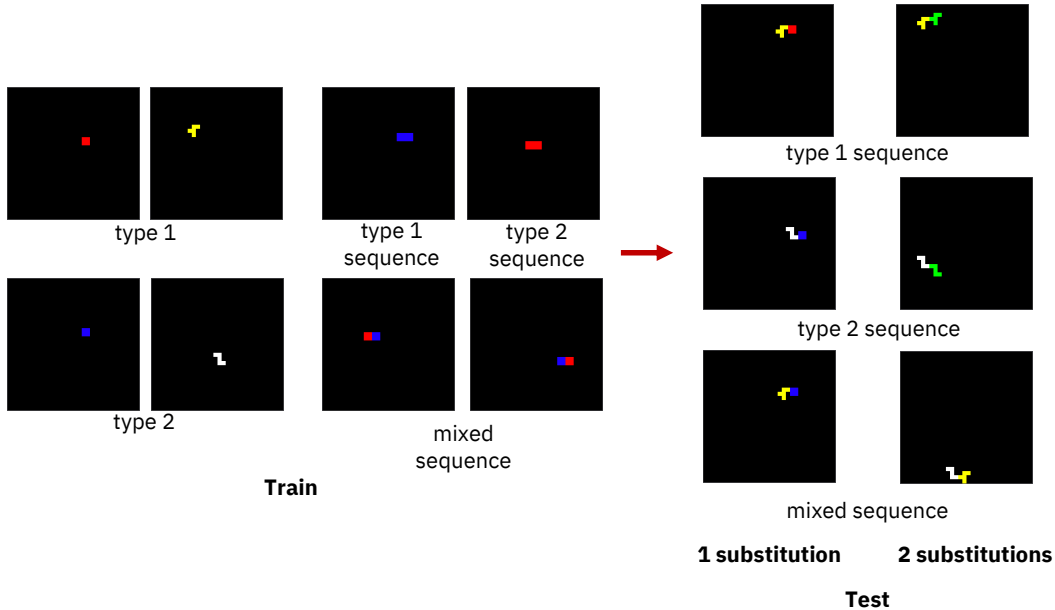 type 1
type 1
sequence
type 2
sequence
type 2
mixed
sequence
Train
type 1 sequence
type 2 sequence
mixed sequence
1 substitution
2 substitutions
Test